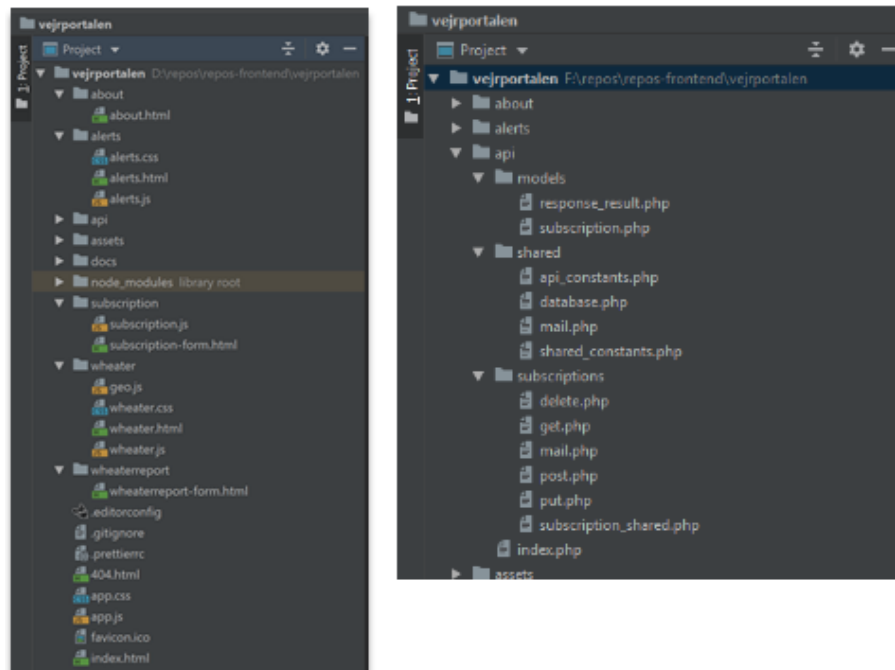 vejrportalen
1: Project
Project
vejrportalen D:\repos\repos-frontend\vejrportalen
about
about.html
alerts
alerts.css
alerts.html
alerts.js
api
assets
docs
node_modules library root
subscription
subscription.js
subscription-form.html
wheater
geo.js
wheater.css
wheater.html
wheater.js
wheaterreport
wheaterreport-form.html
.editorconfig
.gitignore
.prettierrc
404.html
app.css
app.js
favicon.ico
index.html
vejrportalen
1: Project
Project
vejrportalen F:\repos\repos-frontend\vejrportalen
about
alerts
api
models
response_result.php
subscription.php
shared
api_constants.php
database.php
mail.php
shared_constants.php
subscriptions
delete.php
get.php
mail.php
post.php
put.php
subscription_shared.php
index.php
assets